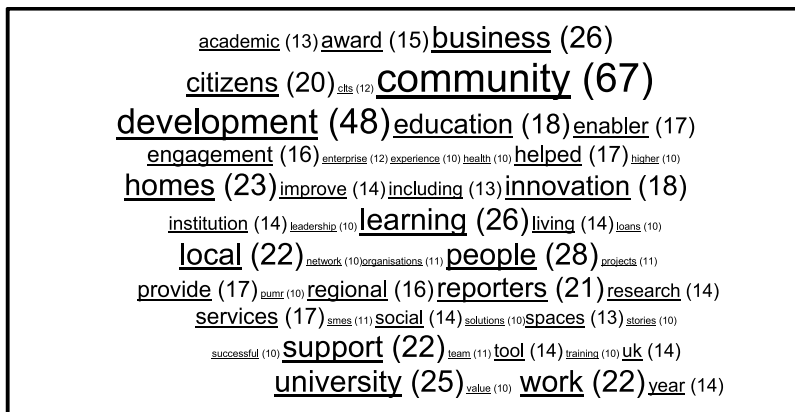 academic (13) award (15) business (26)
citizens (20) clts (12) community (67)
development (48) education (18) enabler (17)
engagement (16) enterprise (12) experience (10) health (10) helped (17) higher (10)
homes (23) improve (14) including (13) innovation (18)
institution (14) leadership (10) learning (26) living (14) loans (10)
local (22) network (10) organisations (11) people (28) projects (11)
provide (17) pumr (10) regional (16) reporters (21) research (14)
services (17) smes (11) social (14) solutions (10) spaces (13) stories (10)
successful (10) support (22) team (11) tool (14) training (10) uk (14)
university (25) value (10) work (22) year (14)